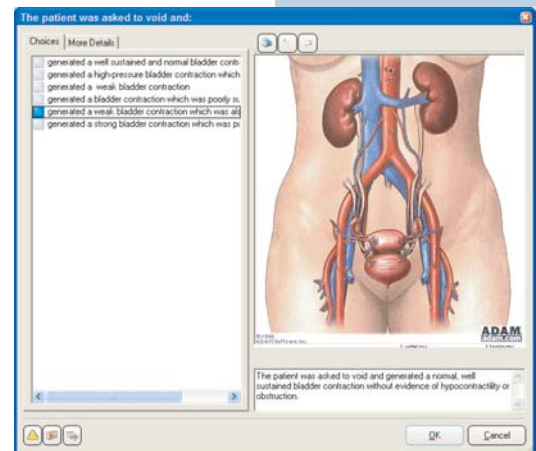 The patient was asked to void and:
Choices More Details
generated a well sustained and normal bladder contr
generated a high-pressure bladder contraction which
generated a weak bladder contraction
generated a bladder contraction which was poorly su
generated a weak bladder contraction which was als
generated a strong bladder contraction which was po
ADAM
adam.com
The patient was asked to void and generated a normal, well
sustained bladder contraction without evidence of hypocontractility or
obstruction.
OK Cancel